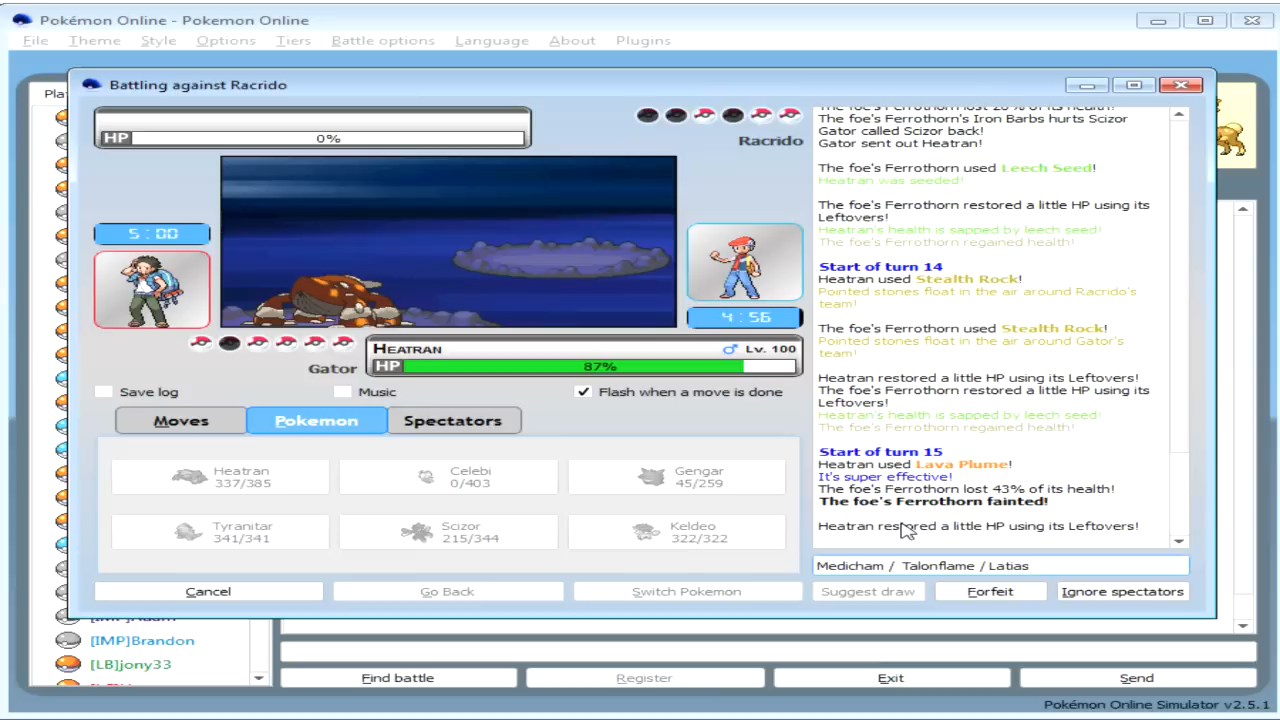 Pokémon Online - Pokemon Online
File Theme Style Options Tiers Battle options Language About Plugins
Battling against Racrido
HP 0%
Racrido
5:00
4:56
Gator
HEATRAN ♂ Lv. 100
HP 87%
Save log Music Flash when a move is done
Moves Pokemon Spectators
Heatran
337/385
Celebi
0/403
Gengar
45/259
Tyranitar
341/341
Scizor
215/344
Keldeo
322/322
Cancel Go Back Switch Pokemon
The foe's Ferrothorn's Iron Barbs hurts Scizor
Gator called Scizor back!
Gator sent out Heatran!
The foe's Ferrothorn used Leech Seed!
Heatran was seeded!
The foe's Ferrothorn restored a little HP using its
Leftovers!
Heatran's health is sapped by leech seed!
The foe's Ferrothorn regained health!
Start of turn 14
Heatran used Stealth Rock!
Pointed stones float in the air around Racrido's
team!
The foe's Ferrothorn used Stealth Rock!
Pointed stones float in the air around Gator's
team!
Heatran restored a little HP using its Leftovers!
The foe's Ferrothorn restored a little HP using its
Leftovers!
Heatran's health is sapped by leech seed!
The foe's Ferrothorn regained health!
Start of turn 15
Heatran used Lava Plume!
It's super effective!
The foe's Ferrothorn lost 43% of its health!
The foe's Ferrothorn fainted!
Heatran restored a little HP using its Leftovers!
Medicham / Talonflame / Latias
Suggest draw Forfeit Ignore spectators
[IMP]Brandon
[LB]jony33
Find battle Register Exit Send
Pokémon Online Simulator v2.5.1